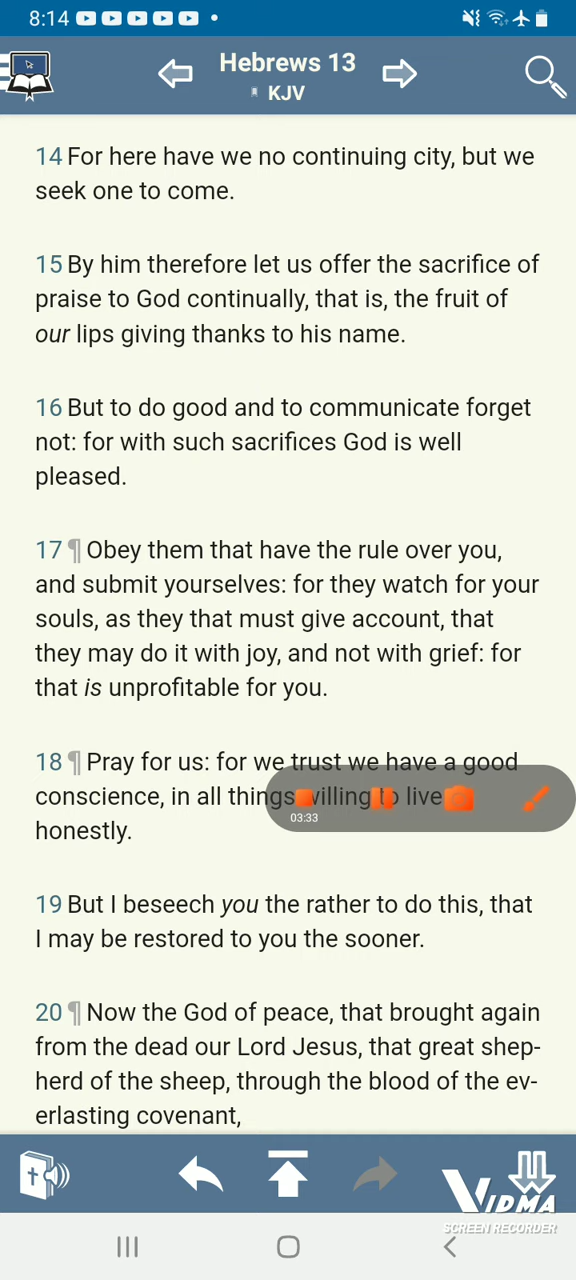 8:14
Hebrews 13
KJV
14 For here have we no continuing city, but we
seek one to come.
15 By him therefore let us offer the sacrifice of
praise to God continually, that is, the fruit of
our lips giving thanks to his name.
16 But to do good and to communicate forget
not: for with such sacrifices God is well
pleased.
17 ¶ Obey them that have the rule over you,
and submit yourselves: for they watch for your
souls, as they that must give account, that
they may do it with joy, and not with grief: for
that is unprofitable for you.
18 ¶ Pray for us: for we trust we have a good
conscience, in all things willing to live
honestly.
03:33
19 But I beseech you the rather to do this, that
I may be restored to you the sooner.
20 ¶ Now the God of peace, that brought again
from the dead our Lord Jesus, that great shep-
herd of the sheep, through the blood of the ev-
erlasting covenant,
VIDMA
SCREEN RECORDER